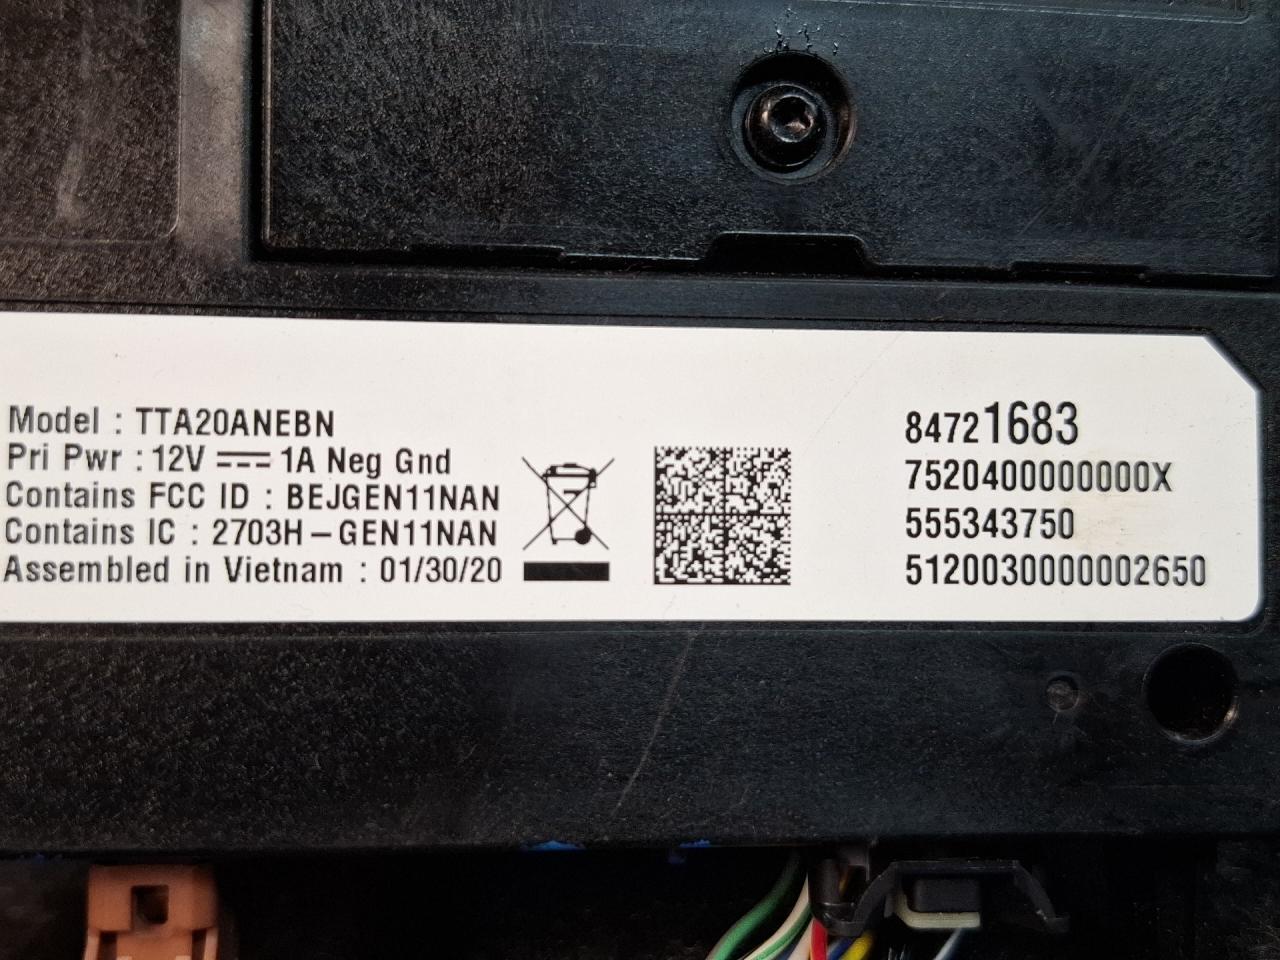 Model : TTA20ANEBN
Pri Pwr : 12V ⎓ 1A Neg Gnd
Contains FCC ID : BEJGEN11NAN
Contains IC : 2703H-GEN11NAN
Assembled in Vietnam : 01/30/20
84721683
7520400000000X
555343750
5120030000002650